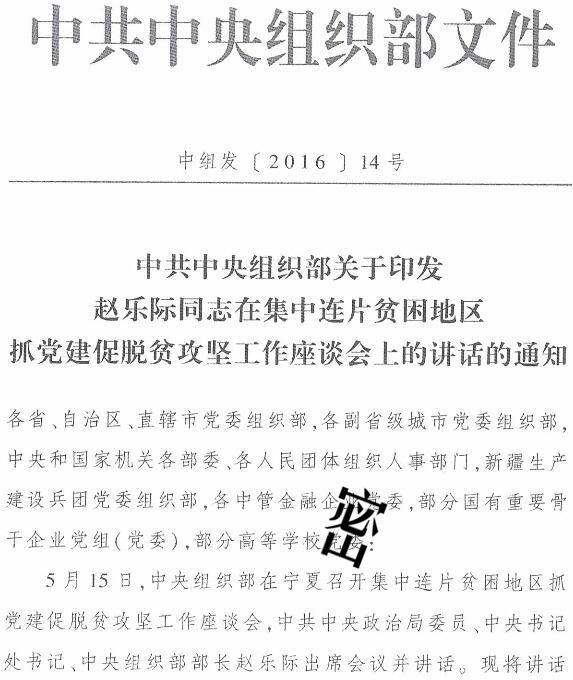 中共中央组织部文件
中组发〔2016〕14号
中共中央组织部关于印发
赵乐际同志在集中连片贫困地区
抓党建促脱贫攻坚工作座谈会上的讲话的通知
各省、自治区、直辖市党委组织部,各副省级城市党委组织部,
中央和国家机关各部委、各人民团体组织人事部门,新疆生产
建设兵团党委组织部,各中管金融企业党委,部分国有重要骨
干企业党组(党委),部分高等学校党委:
密
5月15日,中央组织部在宁夏召开集中连片贫困地区抓
党建促脱贫攻坚工作座谈会,中共中央政治局委员、中央书记
处书记、中央组织部部长赵乐际出席会议并讲话。现将讲话